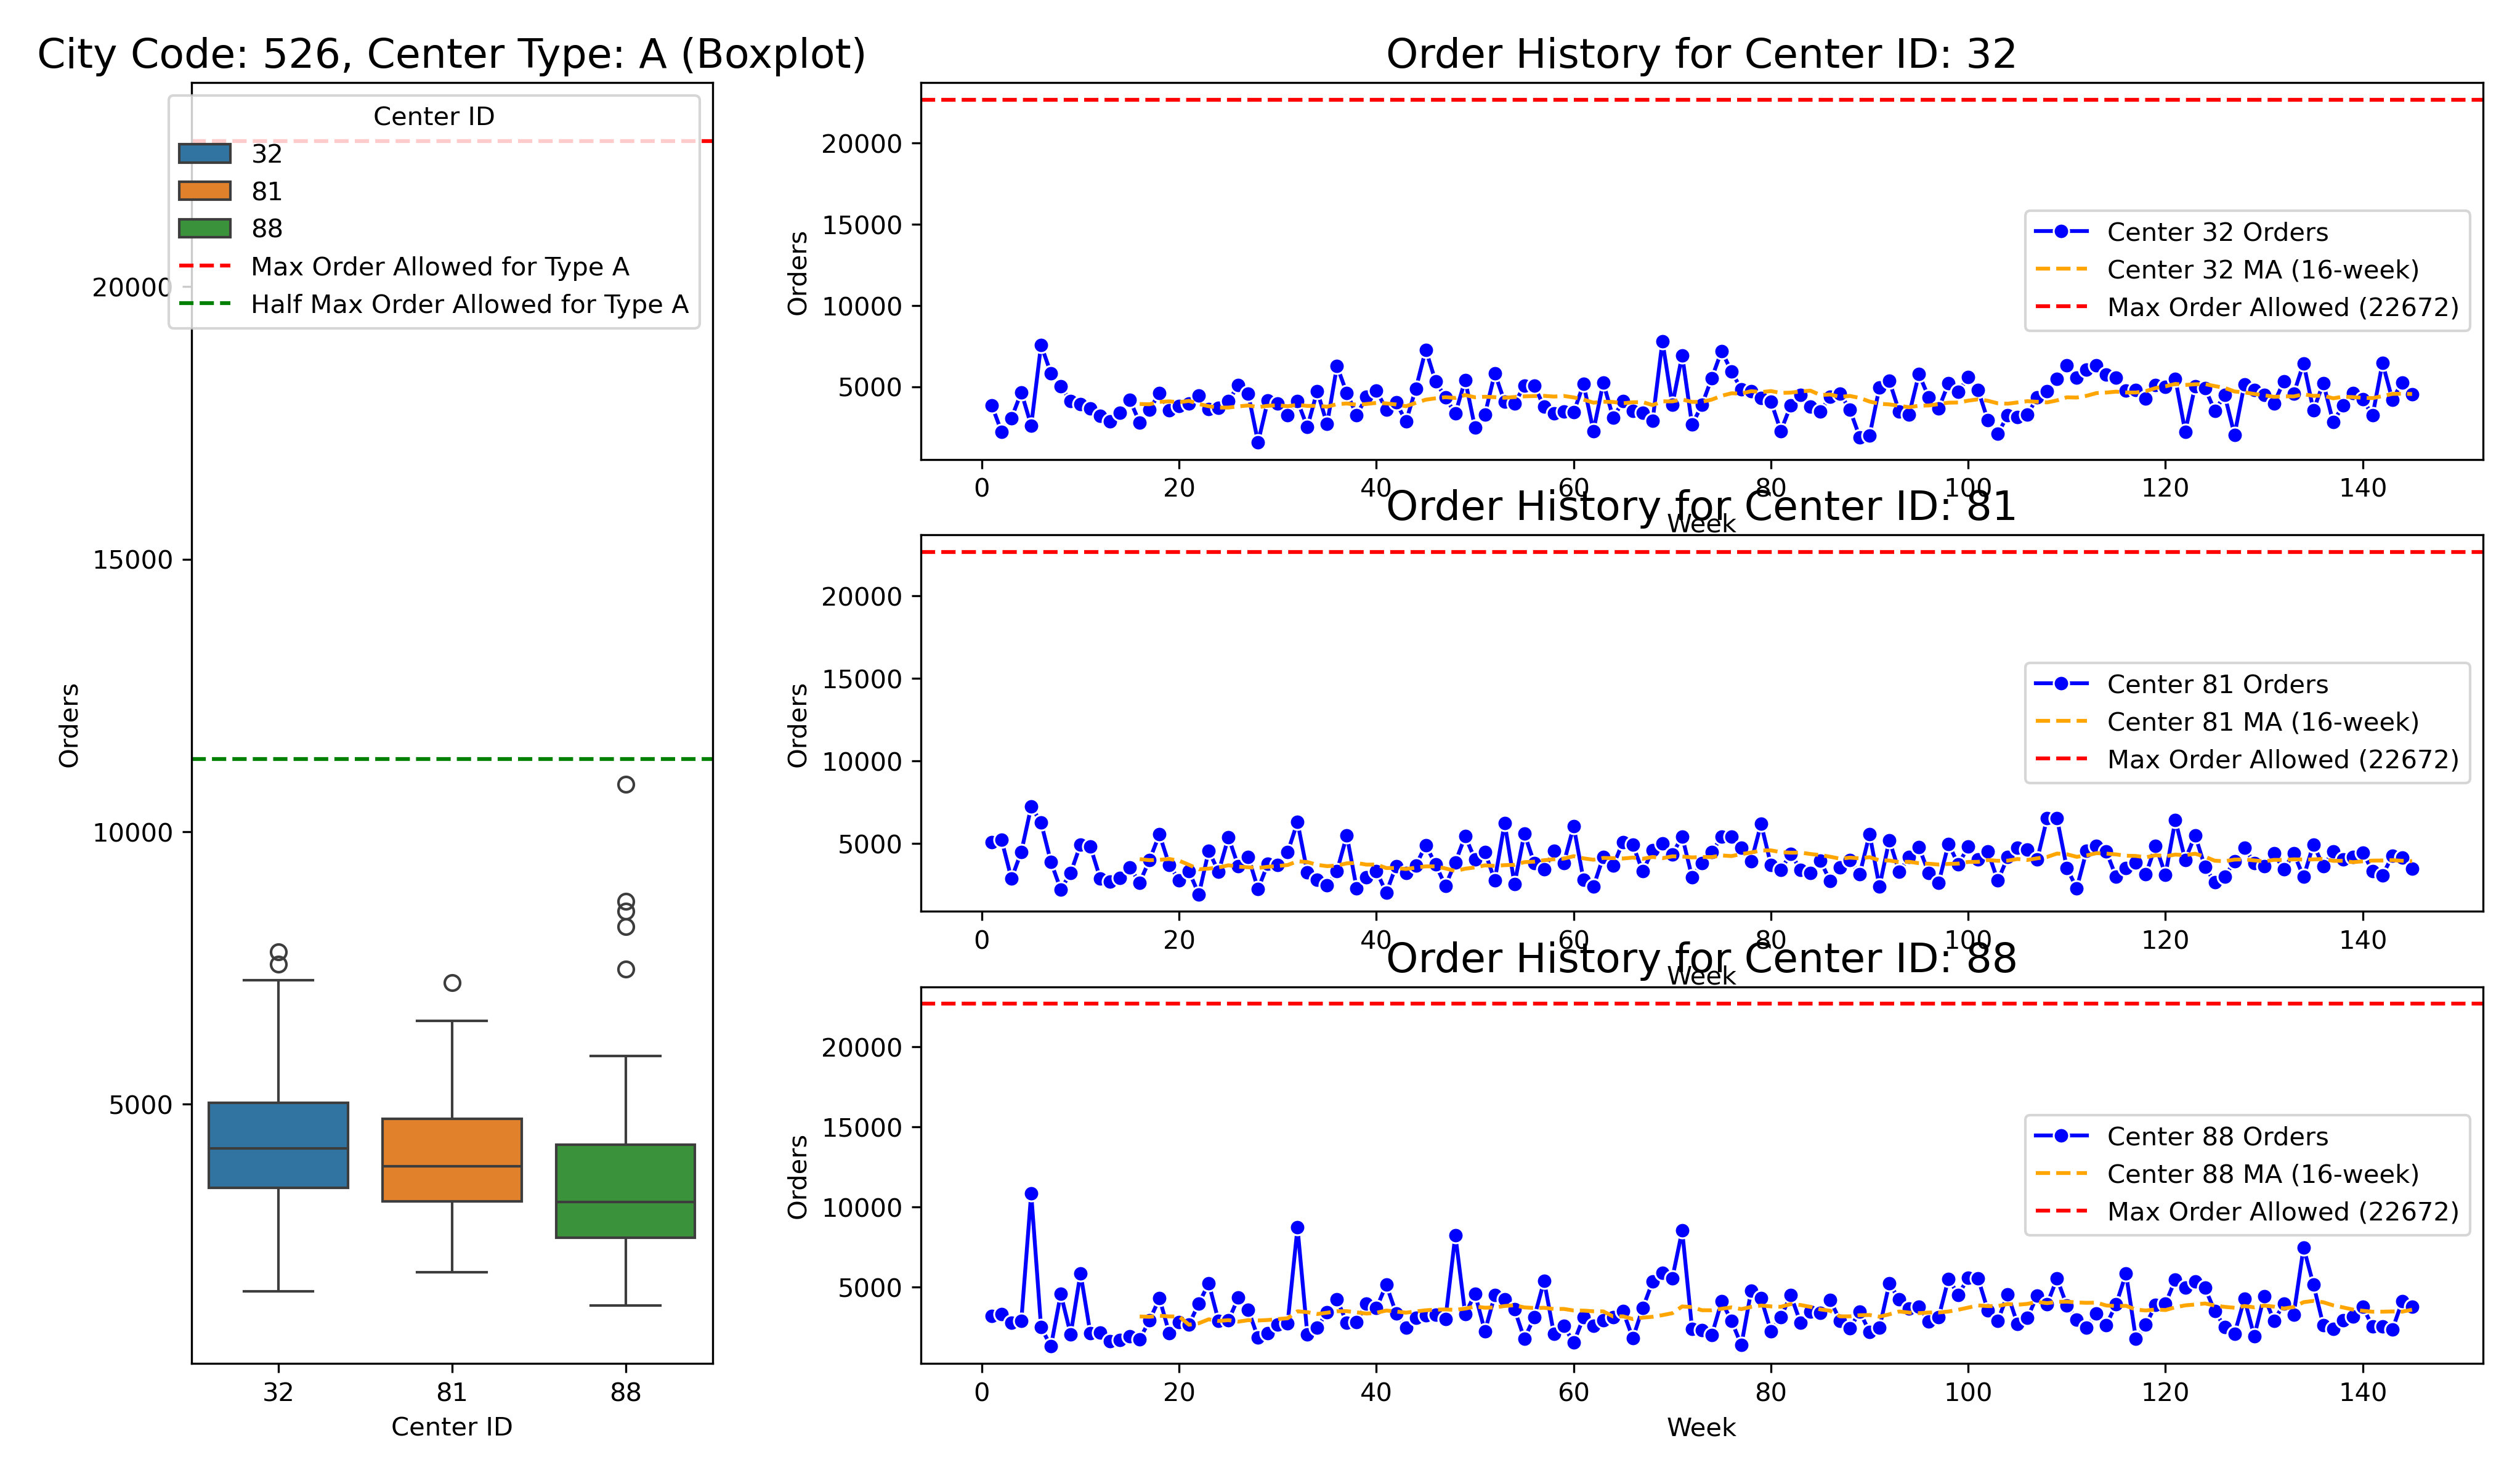 City Code: 526, Center Type: A (Boxplot)
Center ID
32
81
88
Max Order Allowed for Type A
Half Max Order Allowed for Type A
20000
15000
10000
5000
Orders
32 81 88
Center ID
Order History for Center ID: 32
20000
15000
10000
5000
Orders
Center 32 Orders
Center 32 MA (16-week)
Max Order Allowed (22672)
0 20 40 60 80 100 120 140
Week
Order History for Center ID: 81
20000
15000
10000
5000
Orders
Center 81 Orders
Center 81 MA (16-week)
Max Order Allowed (22672)
0 20 40 60 80 100 120 140
Week
Order History for Center ID: 88
20000
15000
10000
5000
Orders
Center 88 Orders
Center 88 MA (16-week)
Max Order Allowed (22672)
0 20 40 60 80 100 120 140
Week